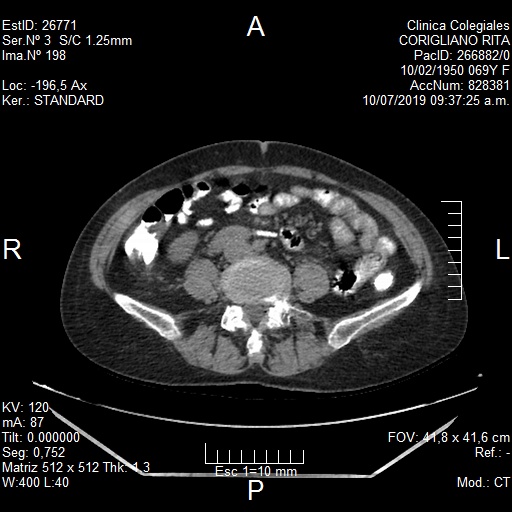 EstID: 26771
Ser.Nº 3 S/C 1.25mm
Ima.Nº 198
Loc: -196,5 Ax
Ker.: STANDARD
A
Clinica Colegiales
CORIGLIANO RITA
PacID: 266882/0
10/02/1950 069Y F
AccNum: 828381
10/07/2019 09:37:25 a.m.
R
L
KV: 120
mA: 87
Tilt: 0.000000
Seg: 0,752
Matriz 512 x 512 Thk: 1.3
W:400 L:40
Esc 1=10 mm
P
FOV: 41,8 x 41,6 cm
Ref.: -
Mod.: CT